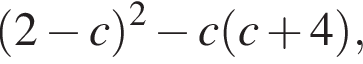 (2 − c)² − c(c + 4),